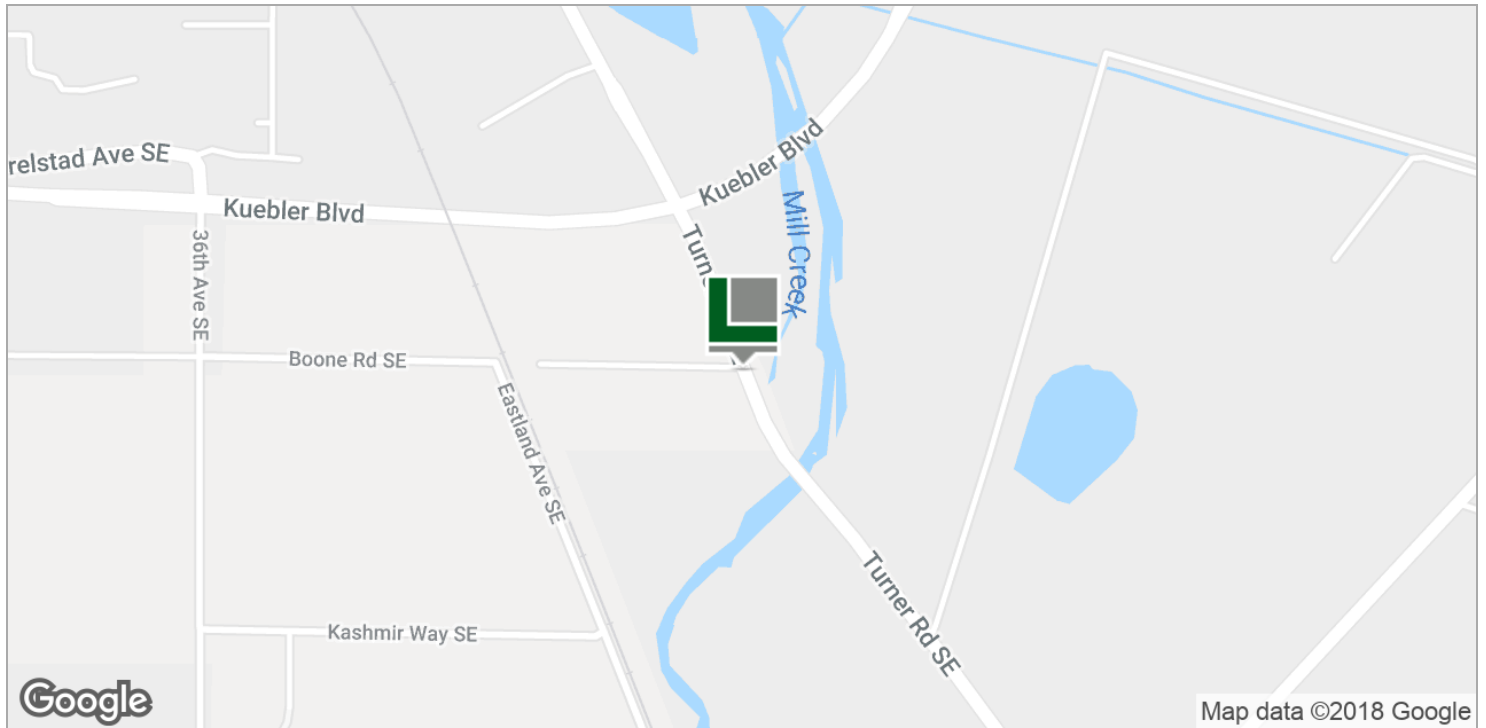 relstad Ave SE
Kuebler Blvd
Kuebler Blvd
36th Ave SE
Mill Creek
Turn
Boone Rd SE
Eastland Ave SE
Turner Rd SE
Kashmir Way SE
Google
Map data ©2018 Google